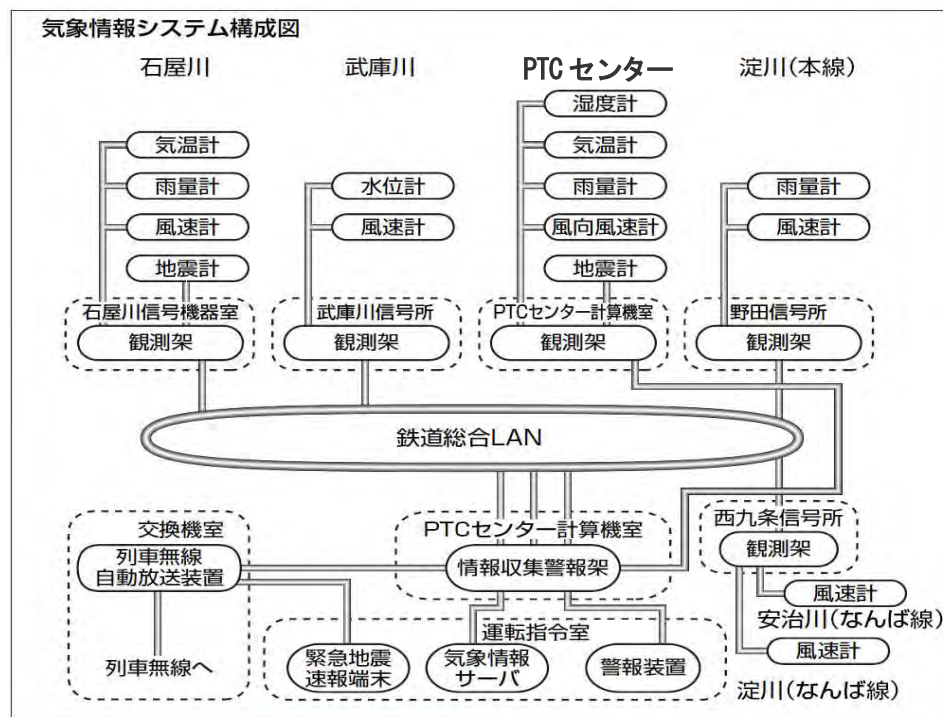 気象情報システム構成図
石屋川
武庫川
PTCセンター
淀川(本線)
気温計
雨量計
風速計
地震計
石屋川信号機器室
観測架
水位計
風速計
武庫川信号所
観測架
湿度計
気温計
雨量計
風向風速計
地震計
PTCセンター計算機室
観測架
雨量計
風速計
野田信号所
観測架
鉄道総合LAN
交換機室
列車無線
自動放送装置
列車無線へ
PTCセンター計算機室
情報収集警報架
西九条信号所
観測架
風速計
安治川(なんば線)
風速計
淀川(なんば線)
運転指令室
緊急地震
速報端末
気象情報
サーバ
警報装置